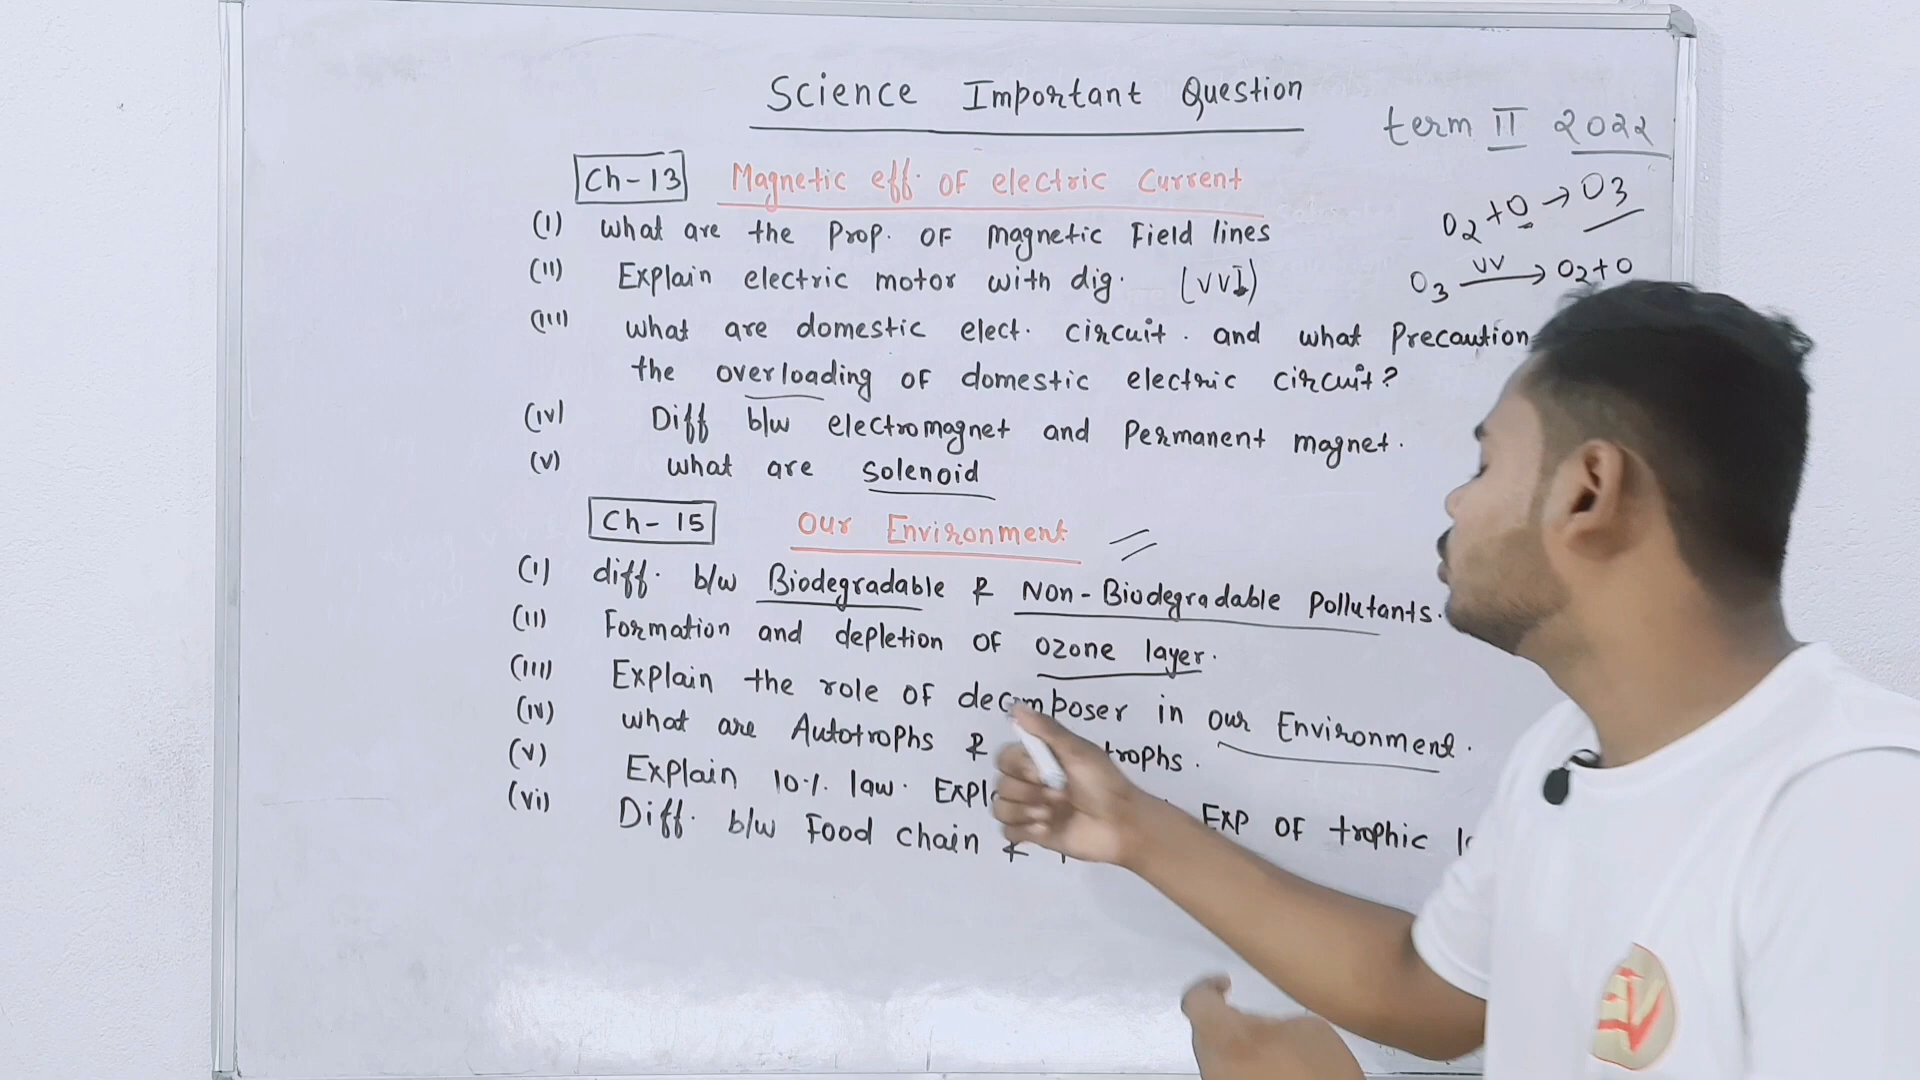 Science Important Question
term II 2022
Ch-13 Magnetic eff. OF electric Current
O2 + O → O3
(I) What are the Prop. OF magnetic Field lines
(II) Explain electric motor with dig. (VVI)
O3 UV → O2 + O
(III) what are domestic elect. circuit. and what Precaution
the overloading OF domestic electric circuit?
(IV) Diff b/w electromagnet and Permanent magnet.
(V) what are solenoid
Ch-15 Our Environment
(I) diff. b/w Biodegradable & Non-Biodegradable Pollutants.
(II) Formation and depletion OF ozone layer.
(III) Explain the role OF decomposer in our Environment.
(IV) what are Autotrophs & trophs.
(V) Explain 10% law. EXP OF trophic
(vi) Diff. b/w Food chain &
EV